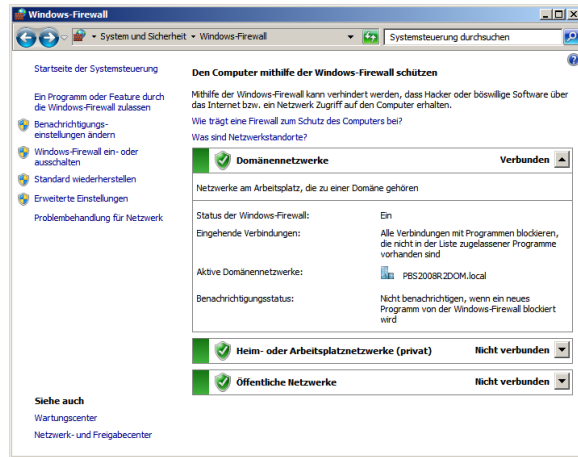 Windows-Firewall
System und Sicherheit
Windows-Firewall
Systemsteuerung durchsuchen
Startseite der Systemsteuerung
Ein Programm oder Feature durch
die Windows-Firewall zulassen
Benachrichtigungs-
einstellungen ändern
Windows-Firewall ein- oder
ausschalten
Standard wiederherstellen
Erweiterte Einstellungen
Problembehandlung für Netzwerk
Siehe auch
Wartungscenter
Netzwerk- und Freigabecenter
Den Computer mithilfe der Windows-Firewall schützen
Mithilfe der Windows-Firewall kann verhindert werden, dass Hacker oder böswillige Software über
das Internet bzw. ein Netzwerk Zugriff auf den Computer erhalten.
Wie trägt eine Firewall zum Schutz des Computers bei?
Was sind Netzwerkstandorte?
Domänennetzwerke Verbunden
Netzwerke am Arbeitsplatz, die zu einer Domäne gehören
Status der Windows-Firewall: Ein
Eingehende Verbindungen: Alle Verbindungen mit Programmen blockieren,
die nicht in der Liste zugelassener Programme
vorhanden sind
Aktive Domänennetzwerke: PBS2008R2DOM.local
Benachrichtigungsstatus: Nicht benachrichtigen, wenn ein neues
Programm von der Windows-Firewall blockiert
wird
Heim- oder Arbeitsplatznetzwerke (privat) Nicht verbunden
Öffentliche Netzwerke Nicht verbunden